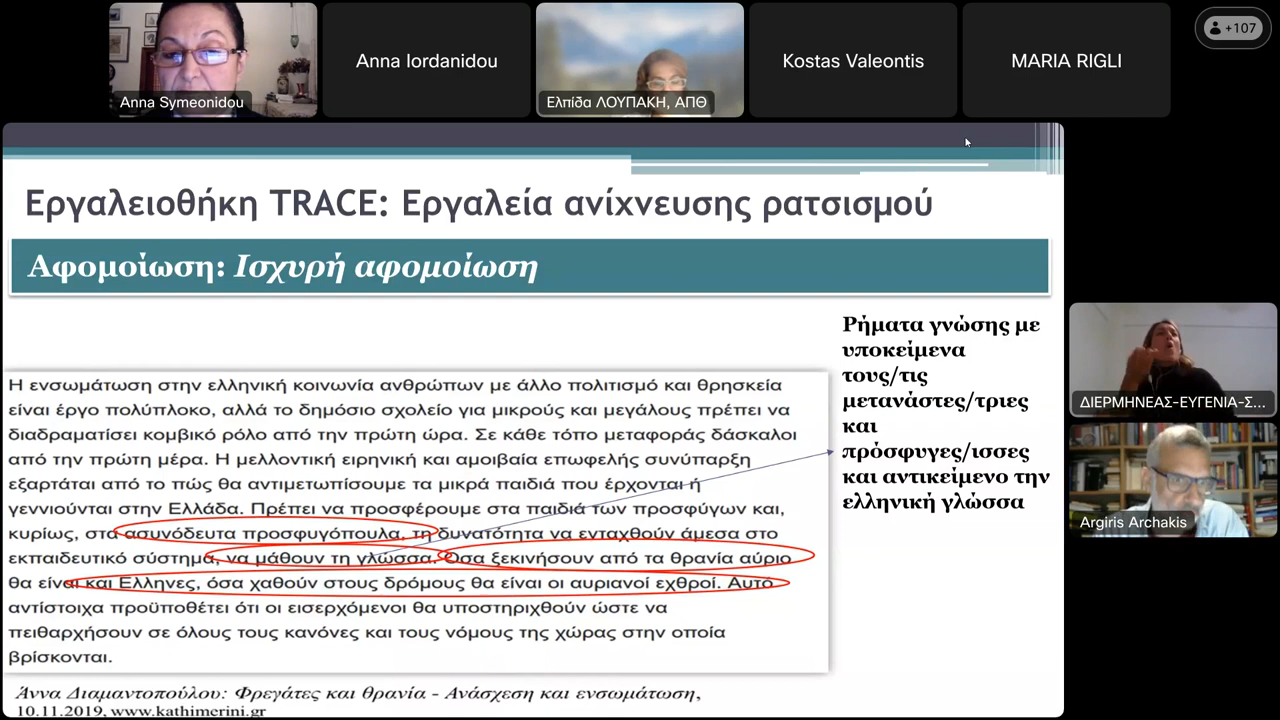 +107
Anna Symeonidou
Anna Iordanidou
Ελπίδα ΛΟΥΠΑΚΗ, ΑΠΘ
Kostas Valeontis
MARIA RIGLI
Εργαλειοθήκη TRACE: Εργαλεία ανίχνευσης ρατσισμού
Αφομοίωση: Ισχυρή αφομοίωση
Η ενσωμάτωση στην ελληνική κοινωνία ανθρώπων με άλλο πολιτισμό και θρησκεία
είναι έργο πολύπλοκο, αλλά το δημόσιο σχολείο για μικρούς και μεγάλους πρέπει να
διαδραματίσει κομβικό ρόλο από την πρώτη ώρα. Σε κάθε τόπο μεταφοράς δάσκαλοι
από την πρώτη μέρα. Η μελλοντική ειρηνική και αμοιβαία επωφελής συνύπαρξη
εξαρτάται από το πώς θα αντιμετωπίσουμε τα μικρά παιδιά που έρχονται ή
γεννιούνται στην Ελλάδα. Πρέπει να προσφέρουμε στα παιδιά των προσφύγων και,
κυρίως, στα ασυνόδευτα προσφυγόπουλα, τη δυνατότητα να ενταχθούν άμεσα στο
εκπαιδευτικό σύστημα, να μάθουν τη γλώσσα. Όσα ξεκινήσουν από τα θρανία αύριο
θα είναι και Ελληνες, όσα χαθούν στους δρόμους θα είναι οι αυριανοί εχθροί. Αυτό
αντίστοιχα προϋποθέτει ότι οι εισερχόμενοι θα υποστηριχθούν ώστε να
πειθαρχήσουν σε όλους τους κανόνες και τους νόμους της χώρας στην οποία
βρίσκονται.
Άννα Διαμαντοπούλου: Φρεγάτες και θρανία - Ανάσχεση και ενσωμάτωση,
10.11.2019, www.kathimerini.gr
Ρήματα γνώσης με
υποκείμενα
τους/τις
μετανάστες/τριες
και
πρόσφυγες/ισσες
και αντικείμενο την
ελληνική γλώσσα
ΔΙΕΡΜΗΝΕΑΣ-ΕΥΓΕΝΙΑ-Σ...
Argiris Archakis